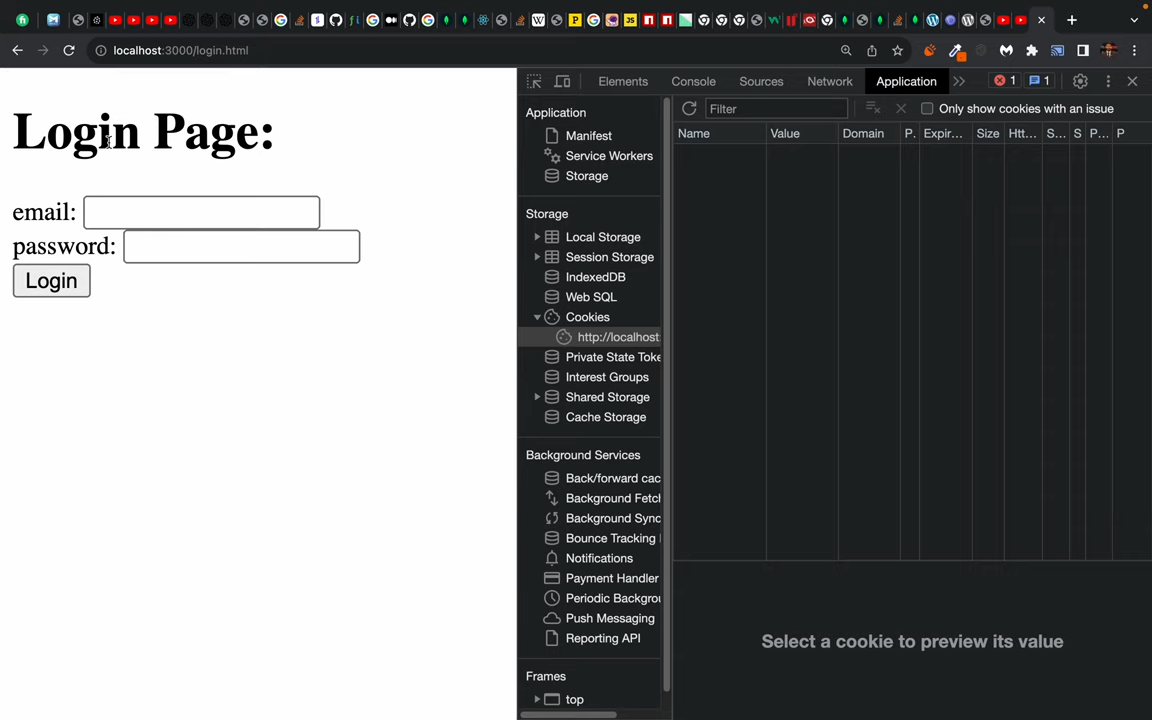 localhost:3000/login.html
Login Page:
email:
password:
Login
Elements Console Sources Network Application 1 1
Application
Manifest
Service Workers
Storage
Storage
Local Storage
Session Storage
IndexedDB
Web SQL
Cookies
http://localhost:
Private State Toke
Interest Groups
Shared Storage
Cache Storage
Background Services
Back/forward cac
Background Fetch
Background Sync
Bounce Tracking
Notifications
Payment Handler
Periodic Backgrou
Push Messaging
Reporting API
Frames
top
Filter
Only show cookies with an issue
Name Value Domain P. Expir... Size Htt... S... S P... P
Select a cookie to preview its value